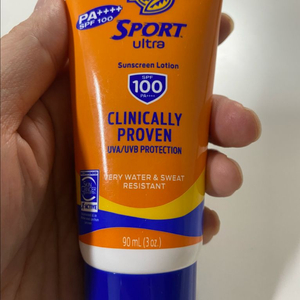 PA++++
SPF 100
SPORT
ultra
Sunscreen Lotion
SPF
100
PA++++
CLINICALLY
PROVEN
UVA/UVB PROTECTION
VERY WATER & SWEAT
RESISTANT
90 mL (3 oz.)